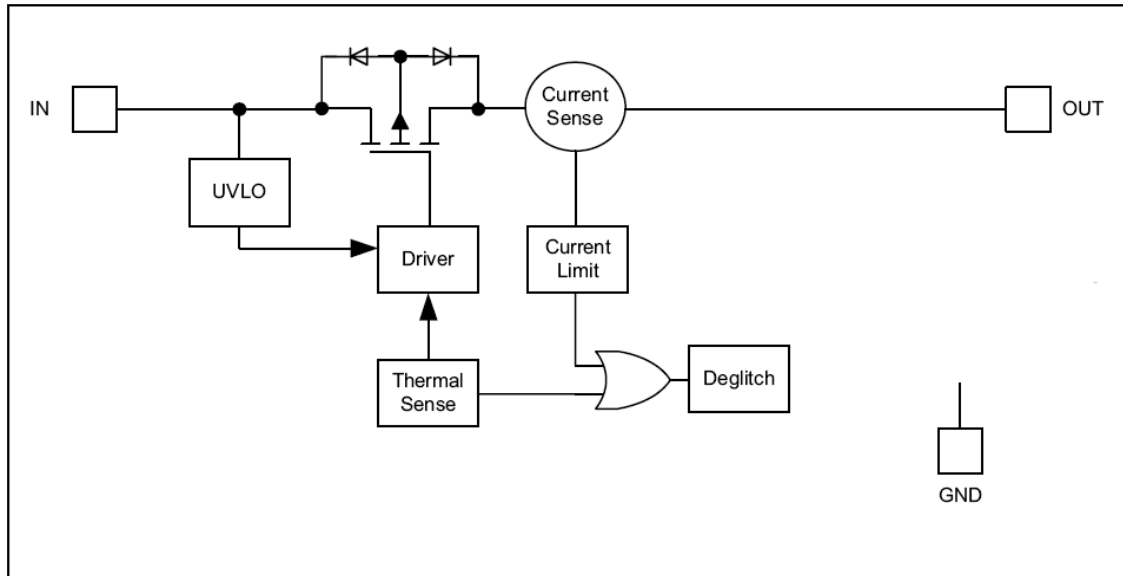 IN
Current
Sense
OUT
UVLO
Driver
Current
Limit
Thermal
Sense
Deglitch
GND